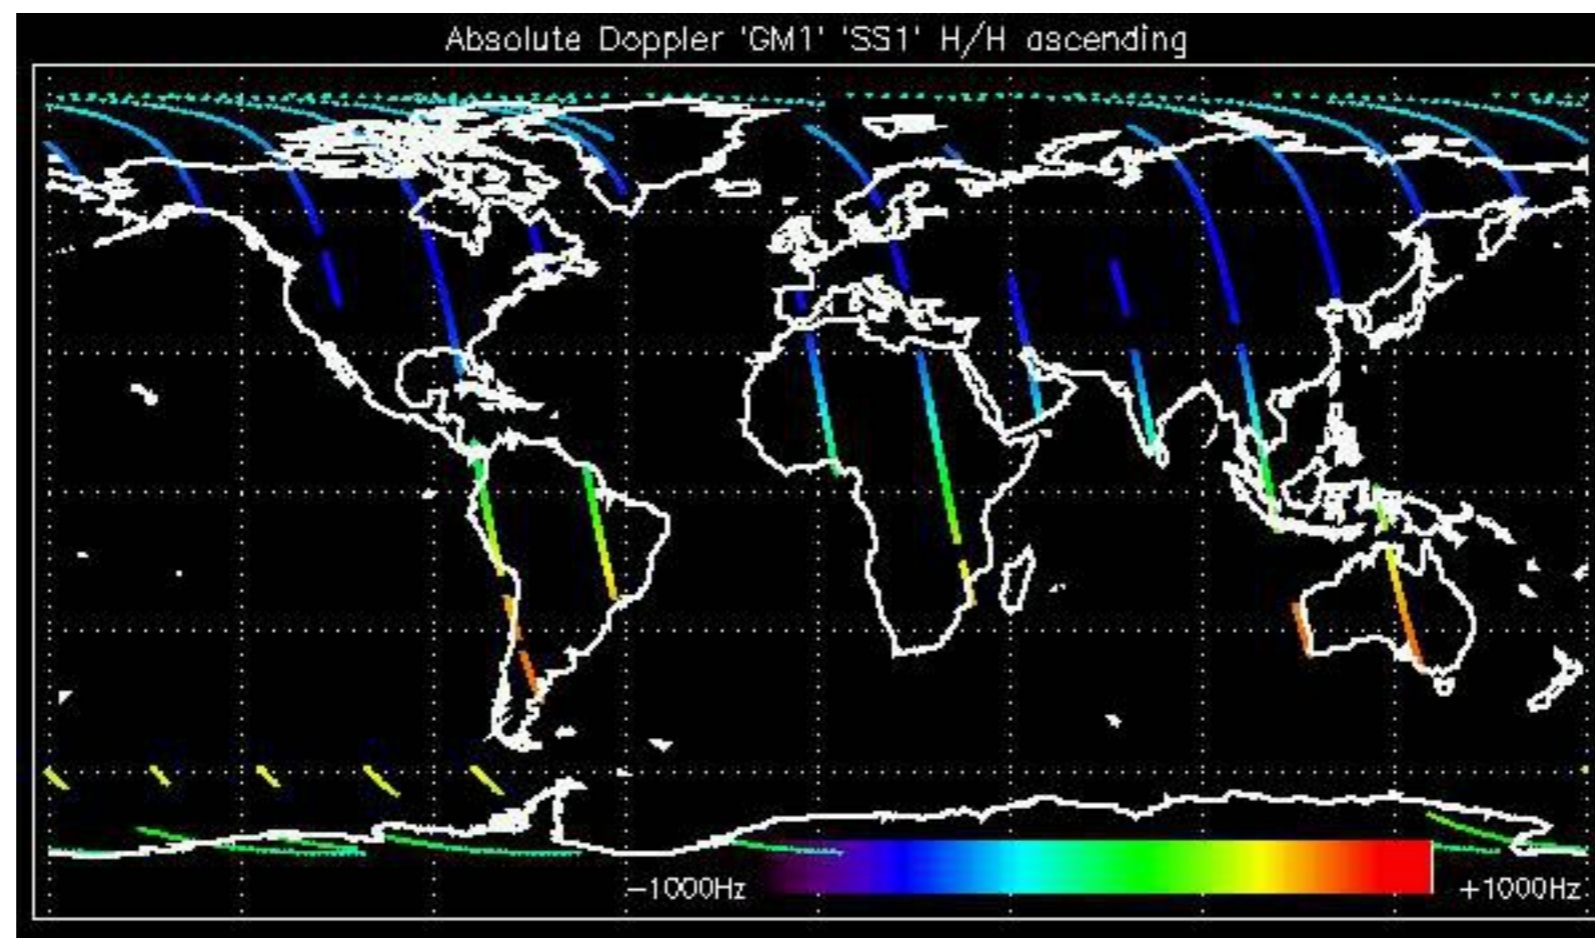 Absolute Doppler 'GM1' 'SS1' H/H ascending
−1000Hz +1000Hz